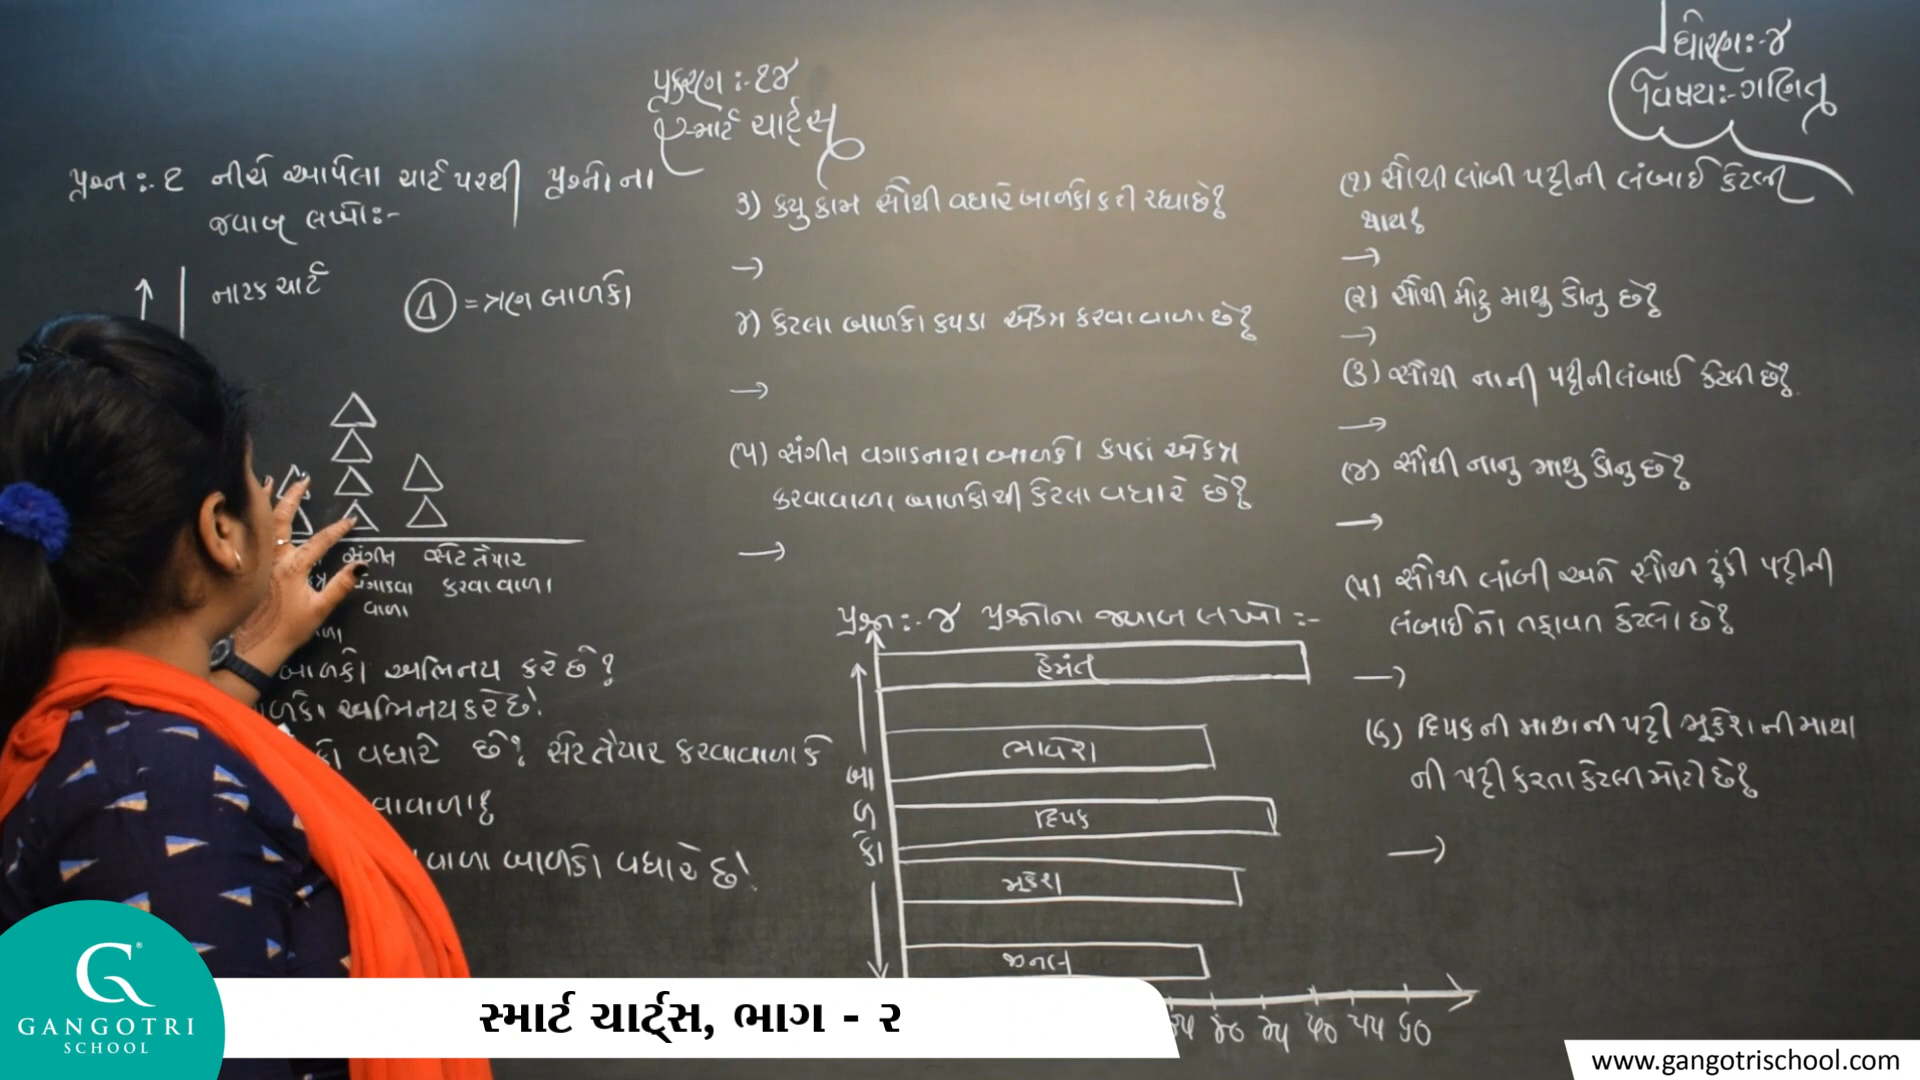 ધોરણ:-૪
વિષય:-ગણિત
પ્રકરણ:-૧૪
સ્માર્ટ ચાર્ટ્સ
પ્રશ્ન:-૧ નીચે આપેલા ચાર્ટ પરથી પ્રશ્નોના
જવાબ લખો:-
નાટક ચાર્ટ
△ = ત્રણ બાળકો
સંગીત સેટ તૈયાર
વગાડવા કરવાવાળા
વાળા
બાળકો અભિનય કરે છે?
અભિનય કરે છે!
વધારે છે? સેટ તૈયાર કરવાવાળા કે
વાવાળા?
વાળા બાળકો વધારે છે!
૩) કયુ કામ સૌથી વધારે બાળકો કરી રહ્યા છે?
→
૪) કેટલા બાળકો કપડા એકત્ર કરવાવાળા છે?
→
(૫) સંગીત વગાડનારા બાળકો કપડાં એકત્ર
કરવાવાળા બાળકોથી કેટલા વધારે છે?
→
પ્રશ્ન:-૪ પ્રશ્નોના જવાબ લખો:-
હેમંત
ભાવેશ
દિપક
મૂકેશ
જીનલ
બાળકો
૩૫ ૪૦ ૪૫ ૫૦ ૫૫ ૬૦
(૧) સૌથી લાંબી પટ્ટીની લંબાઈ કેટલી
થાય?
→
(૨) સૌથી મોટુ માથુ કોનુ છે?
→
(૩) સૌથી નાની પટ્ટીની લંબાઈ કેટલી છે?
→
(૪) સૌથી નાનુ માથુ કોનુ છે?
→
(૫) સૌથી લાંબી અને સૌથી ટૂંકી પટ્ટીની
લંબાઈનો તફાવત કેટલો છે?
→
(૬) દિપકની માથાની પટ્ટી મૂકેશની માથા
ની પટ્ટી કરતા કેટલી મોટી છે?
→
G
GANGOTRI
SCHOOL
સ્માર્ટ ચાર્ટ્સ, ભાગ - ૨
www.gangotrischool.com